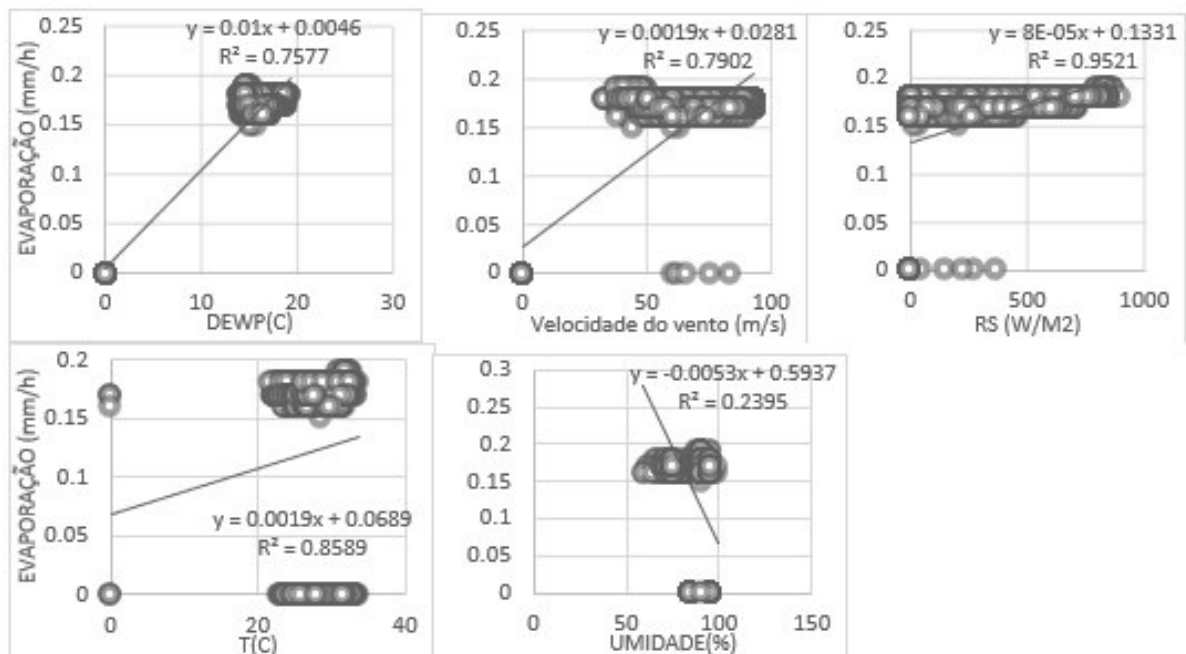 EVAPORAÇÃO (mm/h)
0.25
0.2
0.15
0.1
0.05
0
y = 0.01x + 0.0046
R² = 0.7577
0 10 20 30
DEWP(C)
0.25
0.2
0.15
0.1
0.05
0
y = 0.0019x + 0.0281
R² = 0.7902
0 50 100
Velocidade do vento (m/s)
0.25
0.2
0.15
0.1
0.05
0
y = 8E-05x + 0.1331
R² = 0.9521
0 500 1000
RS (W/M2)
EVAPORAÇÃO (mm/h)
0.2
0.15
0.1
0.05
0
y = 0.0019x + 0.0689
R² = 0.8589
0 20 40
T(C)
0.3
0.25
0.2
0.15
0.1
0.05
0
y = -0.0053x + 0.5937
R² = 0.2395
0 50 100 150
UMIDADE(%)